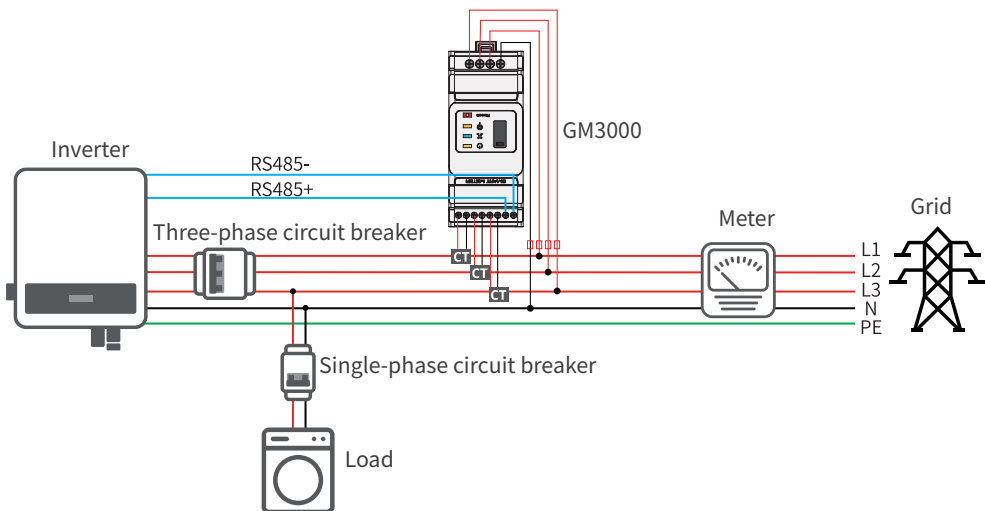 GM3000
Inverter
RS485-
RS485+
Three-phase circuit breaker
Meter
Grid
CT
CT
CT
L1
L2
L3
N
PE
Single-phase circuit breaker
Load